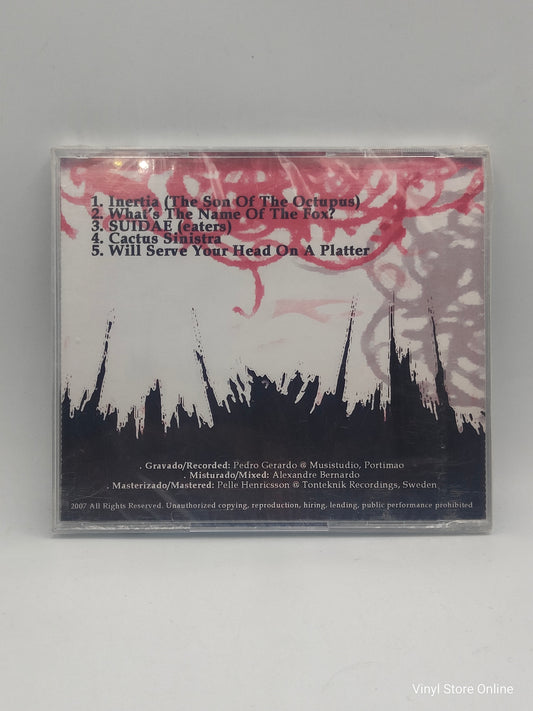 1. Inertia (The Son Of The Octupus)
2. What's The Name Of The Fox?
3. SUIDAE (eaters)
4. Cactus Sinistra
5. Will Serve Your Head On A Platter
. Gravado/Recorded: Pedro Gerardo @ Musistudio, Portimao
. Misturado/Mixed: Alexandre Bernardo
. Masterizado/Mastered: Pelle Henricsson @ Tonteknik Recordings, Sweden
2007 All Rights Reserved. Unauthorized copying, reproduction, hiring, lending, public performance prohibited
Vinyl Store Online